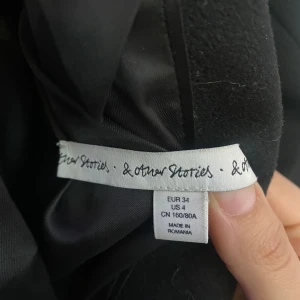 other Stories · & other Stories · & oth
EUR 34
US 4
CN 160/80A
MADE IN
ROMANIA